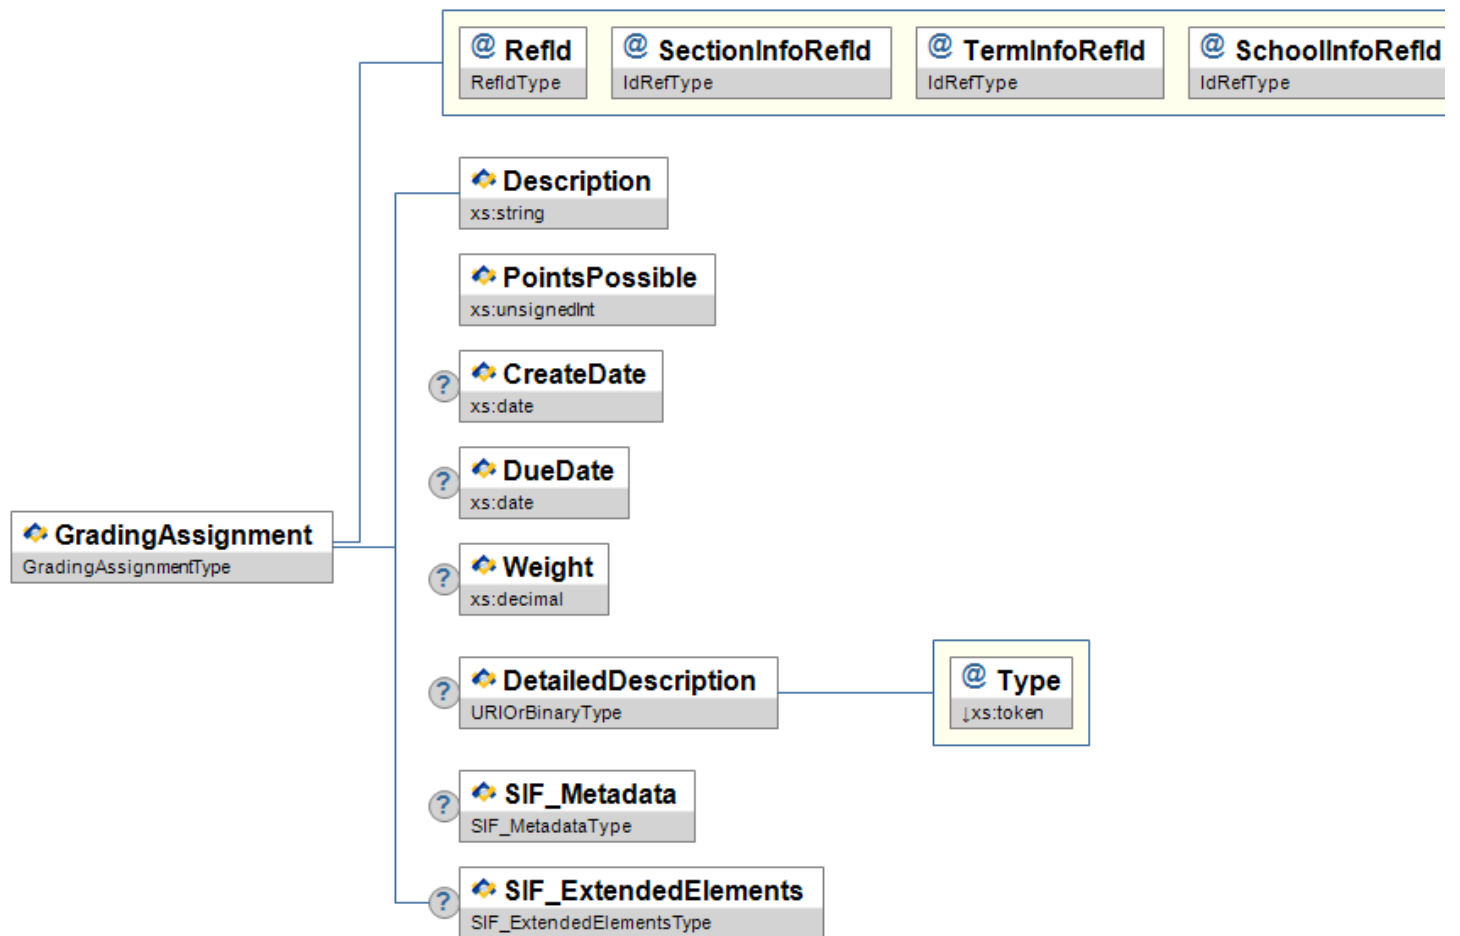 @ RefId @ SectionInfoRefId @ TermInfoRefId @ SchoolInfoRefId
RefIdType IdRefType IdRefType IdRefType
Description
xs:string
PointsPossible
xs:unsignedInt
? CreateDate
xs:date
? DueDate
xs:date
GradingAssignment
GradingAssignmentType
? Weight
xs:decimal
? DetailedDescription @ Type
URIOrBinaryType ↓xs:token
? SIF_Metadata
SIF_MetadataType
? SIF_ExtendedElements
SIF_ExtendedElementsType